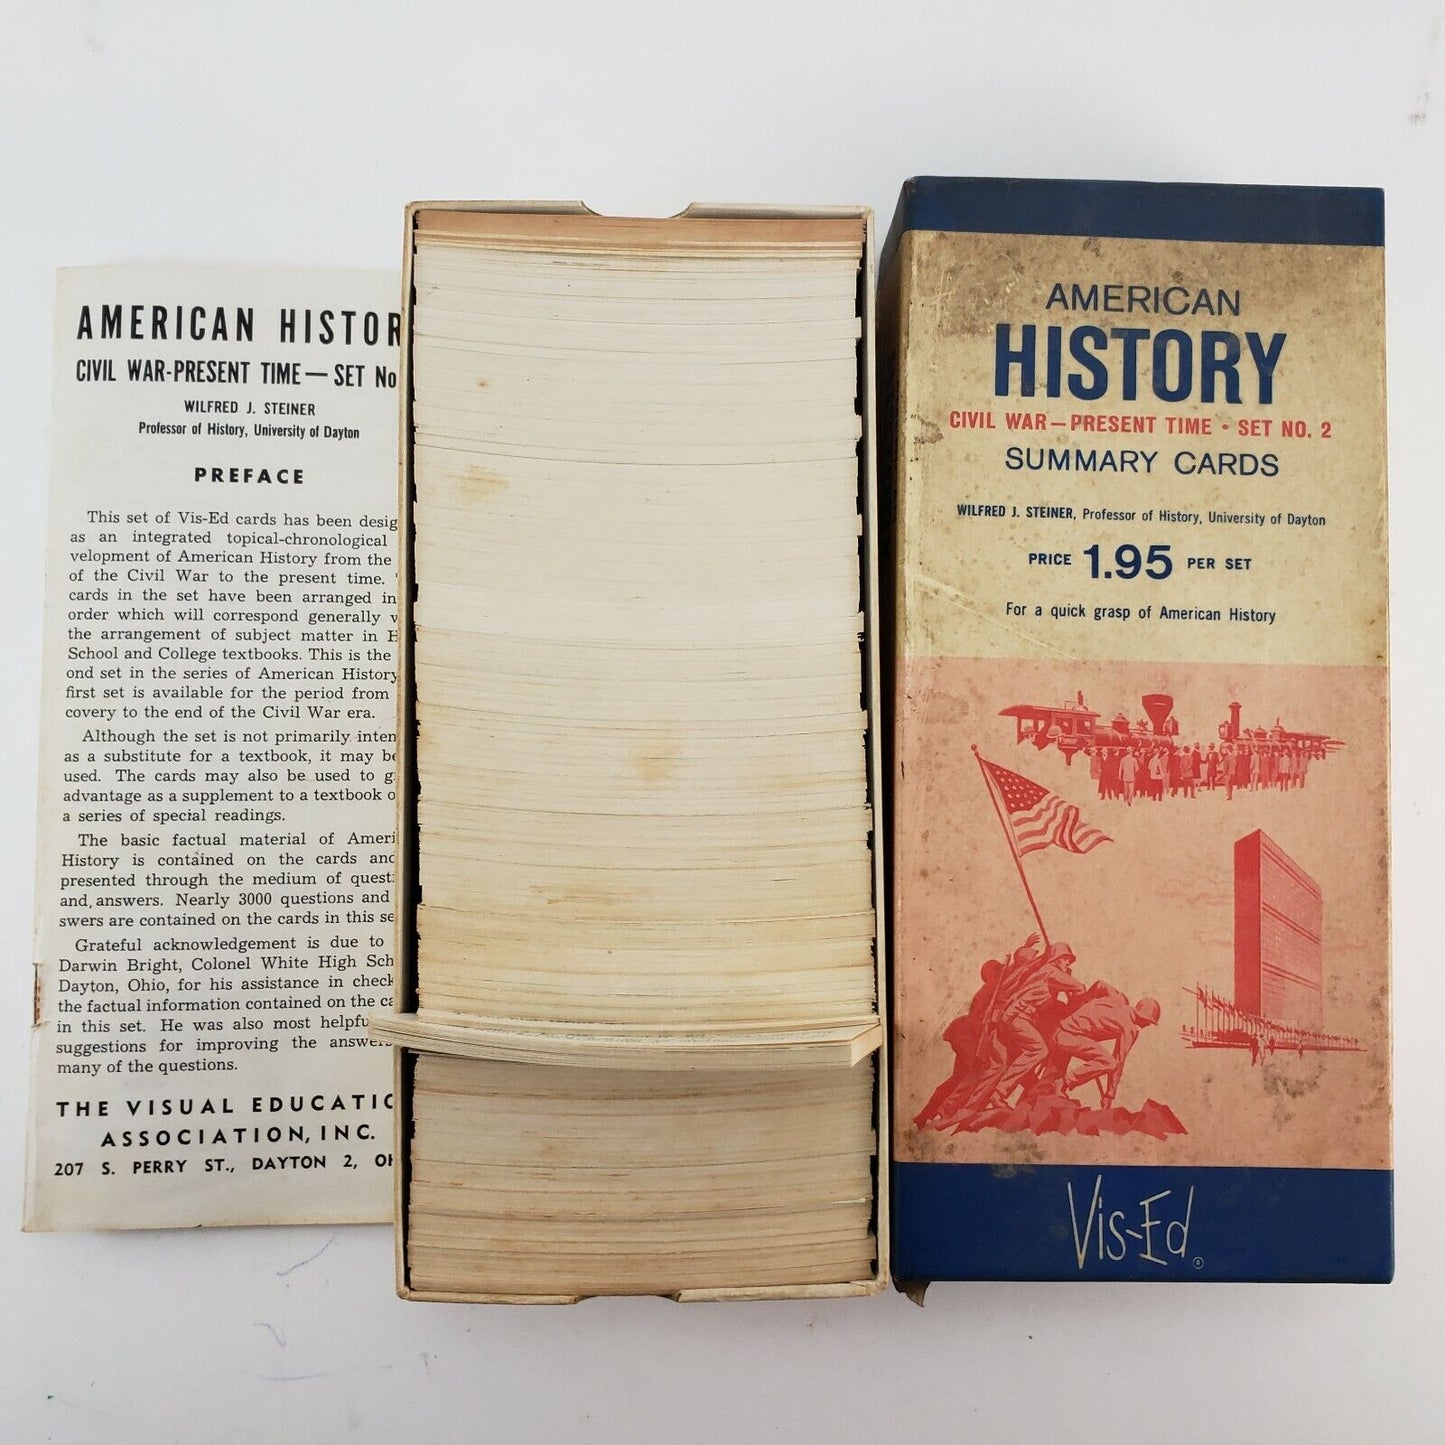 AMERICAN HISTOR
CIVIL WAR-PRESENT TIME—SET No
WILFRED J. STEINER
Professor of History, University of Dayton
PREFACE
This set of Vis-Ed cards has been desig
as an integrated topical-chronological
velopment of American History from the
of the Civil War to the present time.
cards in the set have been arranged in
order which will correspond generally
the arrangement of subject matter in H
School and College textbooks. This is the
ond set in the series of American History
first set is available for the period from
covery to the end of the Civil War era.
Although the set is not primarily inten
as a substitute for a textbook, it may be
used. The cards may also be used to g
advantage as a supplement to a textbook o
a series of special readings.
The basic factual material of Ameri
History is contained on the cards and
presented through the medium of quest
and answers. Nearly 3000 questions and
swers are contained on the cards in this se
Grateful acknowledgement is due to
Darwin Bright, Colonel White High Sch
Dayton, Ohio, for his assistance in check
the factual information contained on the ca
in this set. He was also most helpfu
suggestions for improving the answers
many of the questions.
THE VISUAL EDUCATIO
ASSOCIATION, INC.
207 S. PERRY ST., DAYTON 2, OH
AMERICAN
HISTORY
CIVIL WAR—PRESENT TIME • SET NO. 2
SUMMARY CARDS
WILFRED J. STEINER, Professor of History, University of Dayton
PRICE 1.95 PER SET
For a quick grasp of American History
Vis-Ed®